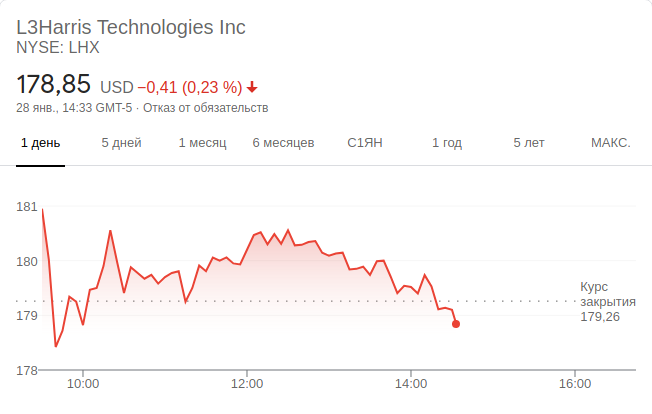 L3Harris Technologies Inc
NYSE: LHX
178,85 USD −0,41 (0,23 %)
28 янв., 14:33 GMT-5 · Отказ от обязательств
1 день 5 дней 1 месяц 6 месяцев С1ЯН 1 год 5 лет МАКС.
181
180
Курс
закрытия
179,26
179
178
10:00 12:00 14:00 16:00